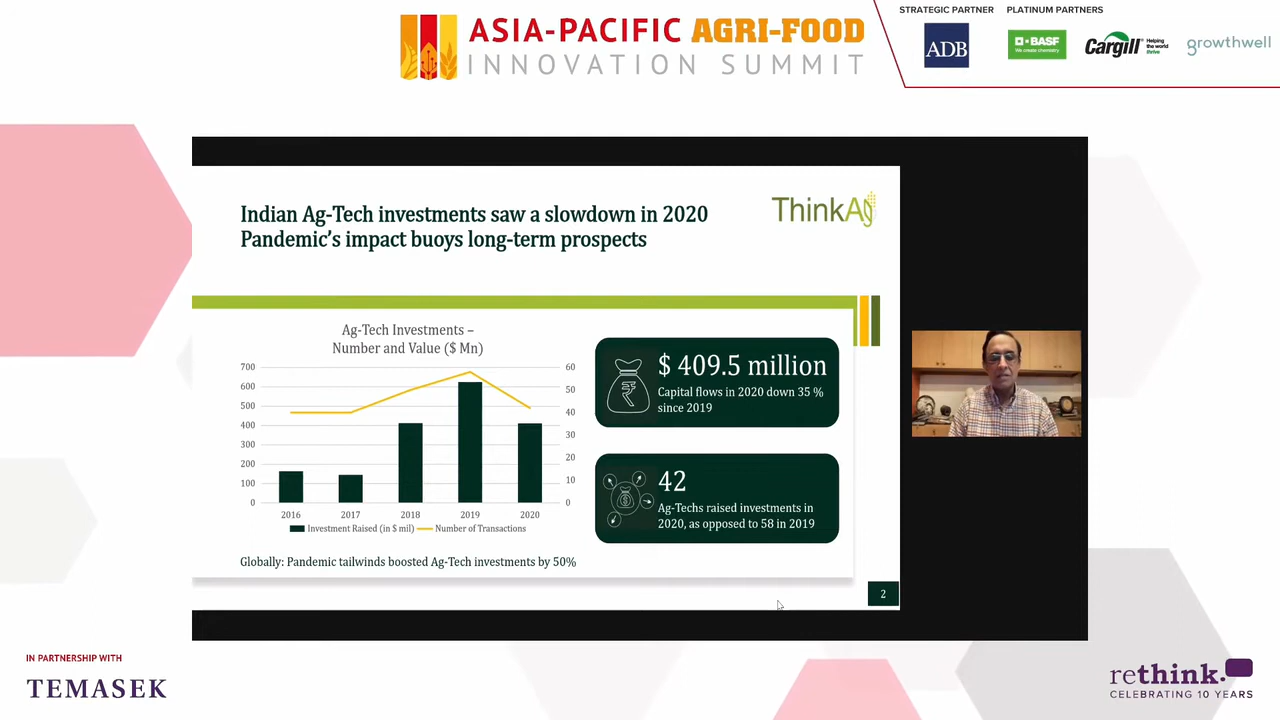 ASIA-PACIFIC AGRI-FOOD
INNOVATION SUMMIT
STRATEGIC PARTNER
PLATINUM PARTNERS
ADB
BASF
We create chemistry
Cargill
Helping
the world
thrive
growthwell
Indian Ag-Tech investments saw a slowdown in 2020
Pandemic's impact buoys long-term prospects
ThinkAg
Ag-Tech Investments –
Number and Value ($ Mn)
700
600
500
400
300
200
100
0
60
50
40
30
20
10
0
2016
2017
2018
2019
2020
Investment Raised (in $ mil)
Number of Transactions
$ 409.5 million
Capital flows in 2020 down 35 %
since 2019
₹
42
Ag-Techs raised investments in
2020, as opposed to 58 in 2019
$
Globally: Pandemic tailwinds boosted Ag-Tech investments by 50%
2
IN PARTNERSHIP WITH
TEMASEK
rethink.
CELEBRATING 10 YEARS